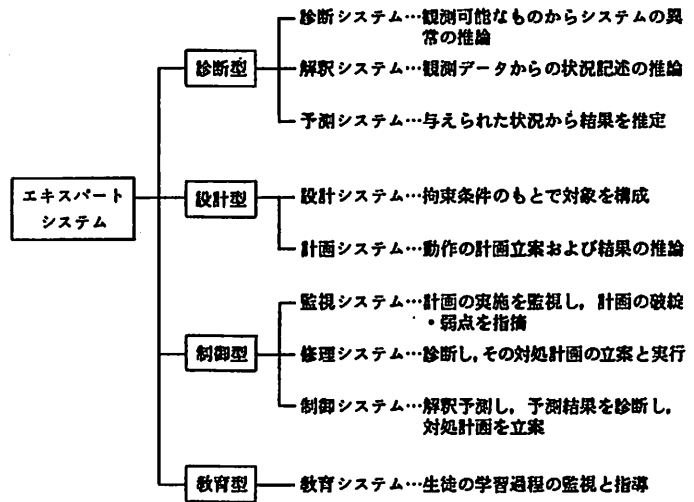 エキスパート
システム
診断型
診断システム…観測可能なものからシステムの異
常の推論
解釈システム…観測データからの状況記述の推論
予測システム…与えられた状況から結果を推定
設計型
設計システム…拘束条件のもとで対象を構成
計画システム…動作の計画立案および結果の推論
制御型
監視システム…計画の実施を監視し，計画の破綻
・弱点を指摘
修理システム…診断し，その対処計画の立案と実行
制御システム…解釈予測し，予測結果を診断し，
対処計画を立案
教育型
教育システム…生徒の学習過程の監視と指導